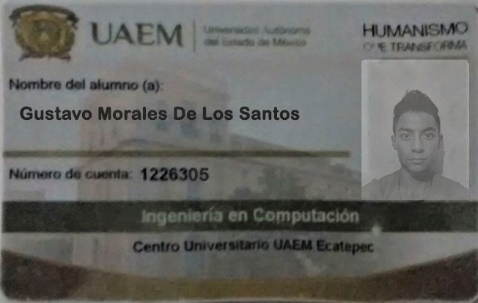 UAEM
Universidad Autónoma
del Estado de México
HUMANISMO
QUE TRANSFORMA
Nombre del alumno (a):
Gustavo Morales De Los Santos
Número de cuenta: 1226305
Ingeniería en Computación
Centro Universitario UAEM Ecatepec